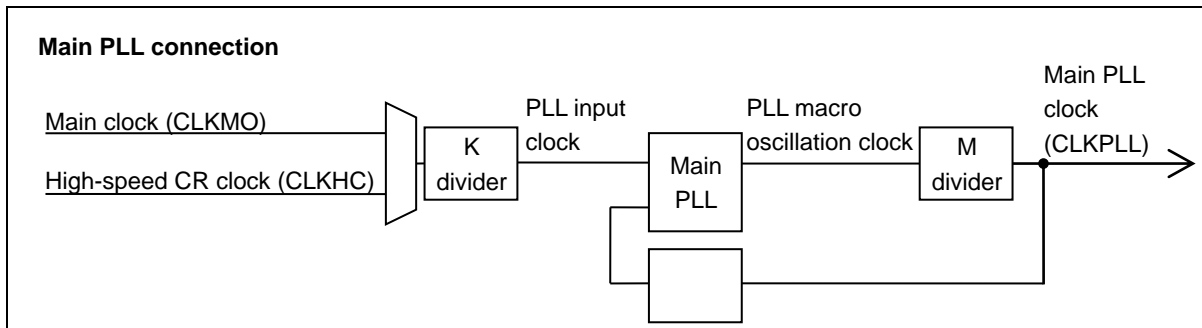 Main PLL connection
Main clock (CLKMO)
High-speed CR clock (CLKHC)
K
divider
PLL input
clock
Main
PLL
PLL macro
oscillation clock
M
divider
Main PLL
clock
(CLKPLL)